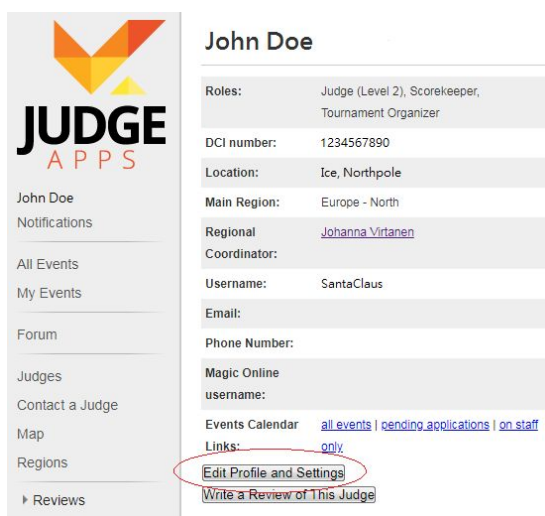 JUDGE
APPS
John Doe
Notifications
All Events
My Events
Forum
Judges
Contact a Judge
Map
Regions
Reviews
John Doe
Roles: Judge (Level 2), Scorekeeper,
Tournament Organizer
DCI number: 1234567890
Location: Ice, Northpole
Main Region: Europe - North
Regional Johanna Virtanen
Coordinator:
Username: SantaClaus
Email:
Phone Number:
Magic Online
username:
Events Calendar all events | pending applications | on staff
Links: only
Edit Profile and Settings
Write a Review of This Judge